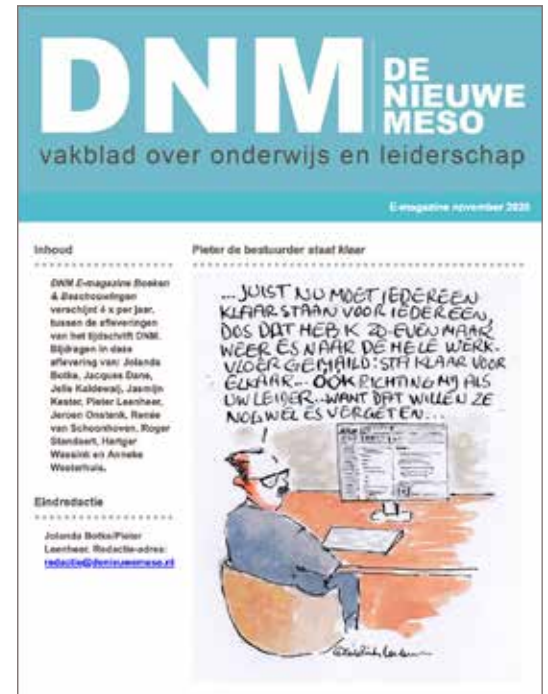 DNM
DE
NIEUWE
MESO
vakblad over onderwijs en leiderschap
E-magazine november 2020
Inhoud
DNM E-magazine Boeken
& Beschouwingen
verschijnt 4 x per jaar,
tussen de afleveringen
van het tijdschrift DNM.
Bijdragen in deze
aflevering van: Jolanda
Botke, Jacques Dane,
Jelle Kaldewaij, Jasmijn
Kester, Pieter Leenheer,
Jeroen Onstenk, Renée
van Schoonhoven, Roger
Standaert, Hartger
Wassink en Anneke
Westerhuis.
Eindredactie
Jolanda Botke/Pieter
Leenheer. Redactie-adres:
redactie@denieuwemeso.nl
Pieter de bestuurder staat klaar
...JUIST NU MOET IEDEREEN
KLAAR STAAN VOOR IEDEREEN,
DUS DAT HEB IK ZO-EVEN MAAR
WEER ES NAAR DE HELE WERK-
VLOER GEMAILD: STA KLAAR VOOR
ELKAAR... OOK RICHTING MIJ ALS
UW LEIDER... WANT DAT WILLEN ZE
NOG WEL ES VERGETEN...